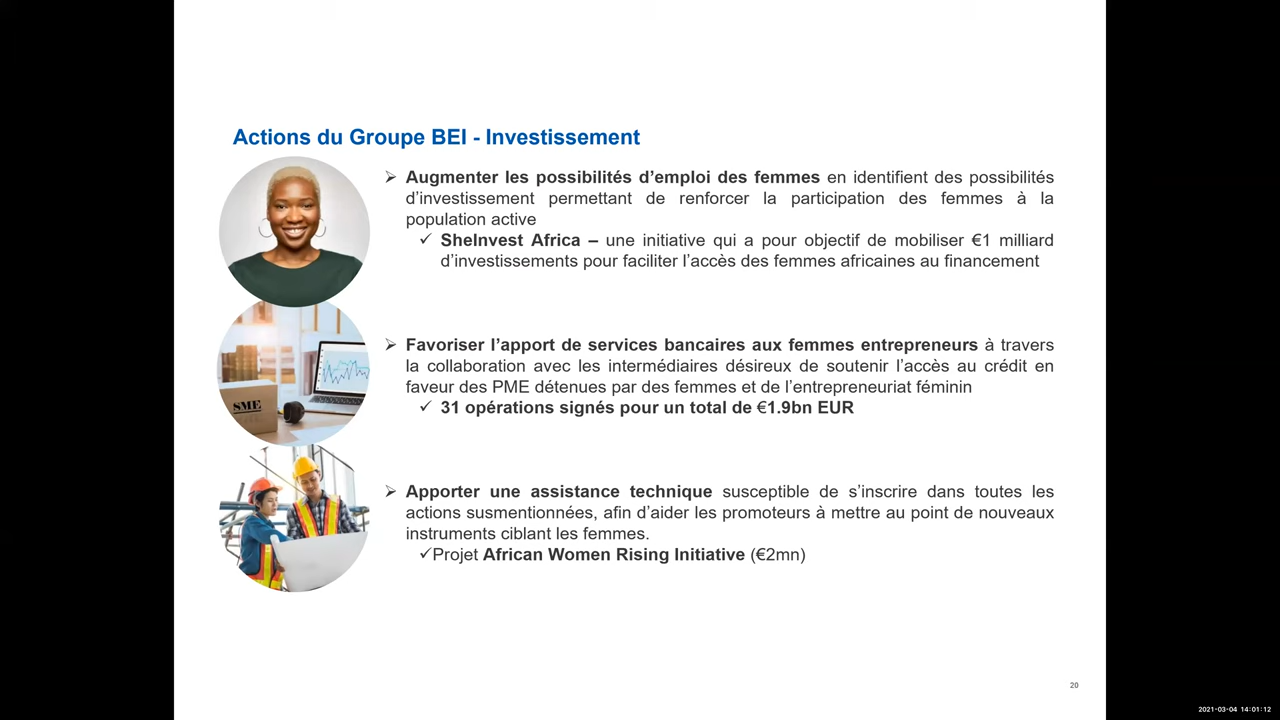 Actions du Groupe BEI - Investissement
➢ Augmenter les possibilités d’emploi des femmes en identifient des possibilités
d’investissement permettant de renforcer la participation des femmes à la
population active
✓ SheInvest Africa – une initiative qui a pour objectif de mobiliser €1 milliard
d’investissements pour faciliter l’accès des femmes africaines au financement
➢ Favoriser l’apport de services bancaires aux femmes entrepreneurs à travers
la collaboration avec les intermédiaires désireux de soutenir l’accès au crédit en
faveur des PME détenues par des femmes et de l’entrepreneuriat féminin
✓ 31 opérations signés pour un total de €1.9bn EUR
SME
➢ Apporter une assistance technique susceptible de s’inscrire dans toutes les
actions susmentionnées, afin d’aider les promoteurs à mettre au point de nouveaux
instruments ciblant les femmes.
✓Projet African Women Rising Initiative (€2mn)
20
2021-03-04 14:01:12